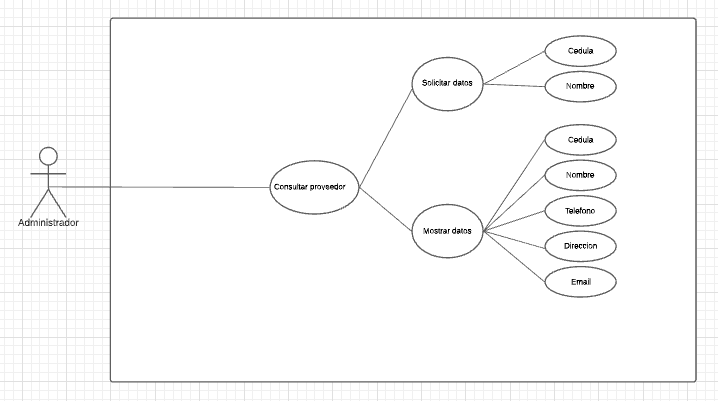 Cedula
Solicitar datos
Nombre
Cedula
Nombre
Consultar proveedor
Telefono
Administrador
Mostrar datos
Direccion
Email